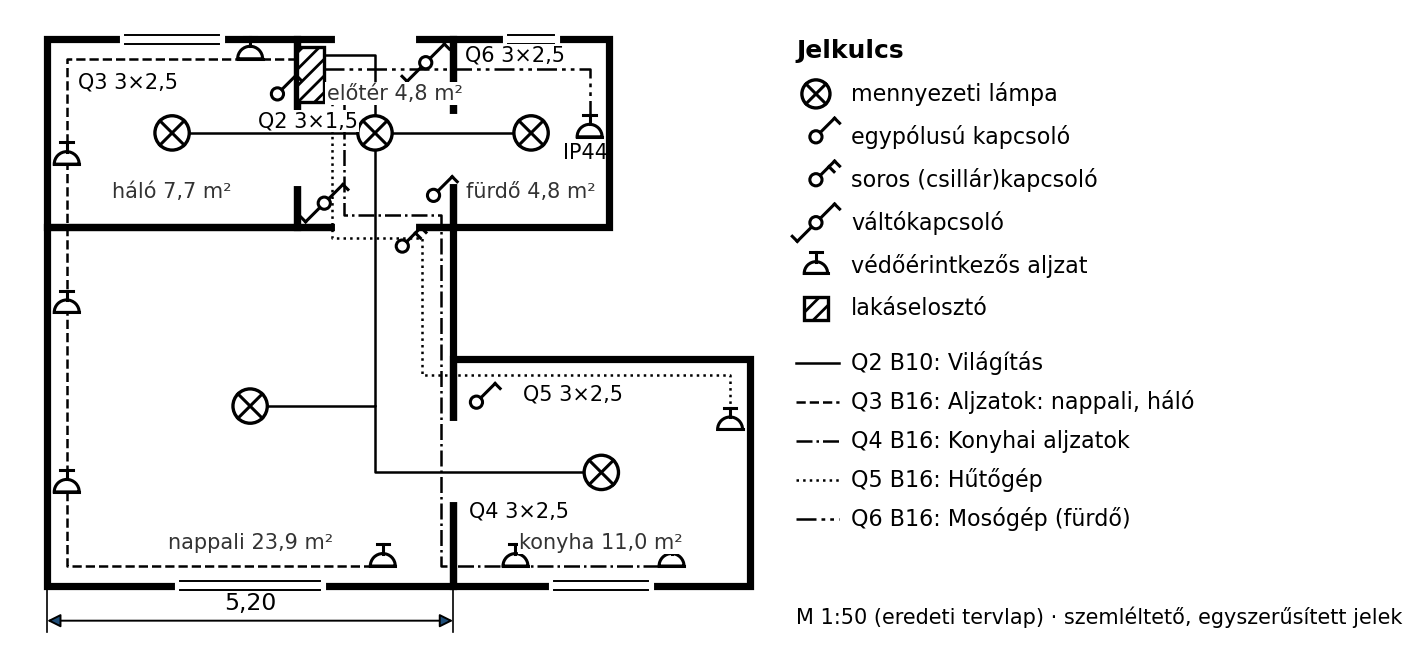 Q3 3×2,5
Q6 3×2,5
előtér 4,8 m²
Q2 3×1,5
IP44
háló 7,7 m²
fürdő 4,8 m²
Q5 3×2,5
Q4 3×2,5
nappali 23,9 m²
konyha 11,0 m²
5,20
Jelkulcs
mennyezeti lámpa
egypólusú kapcsoló
soros (csillár)kapcsoló
váltókapcsoló
védőérintkezős aljzat
lakáselosztó
Q2 B10: Világítás
Q3 B16: Aljzatok: nappali, háló
Q4 B16: Konyhai aljzatok
Q5 B16: Hűtőgép
Q6 B16: Mosógép (fürdő)
M 1:50 (eredeti tervlap) · szemléltető, egyszerűsített jelek